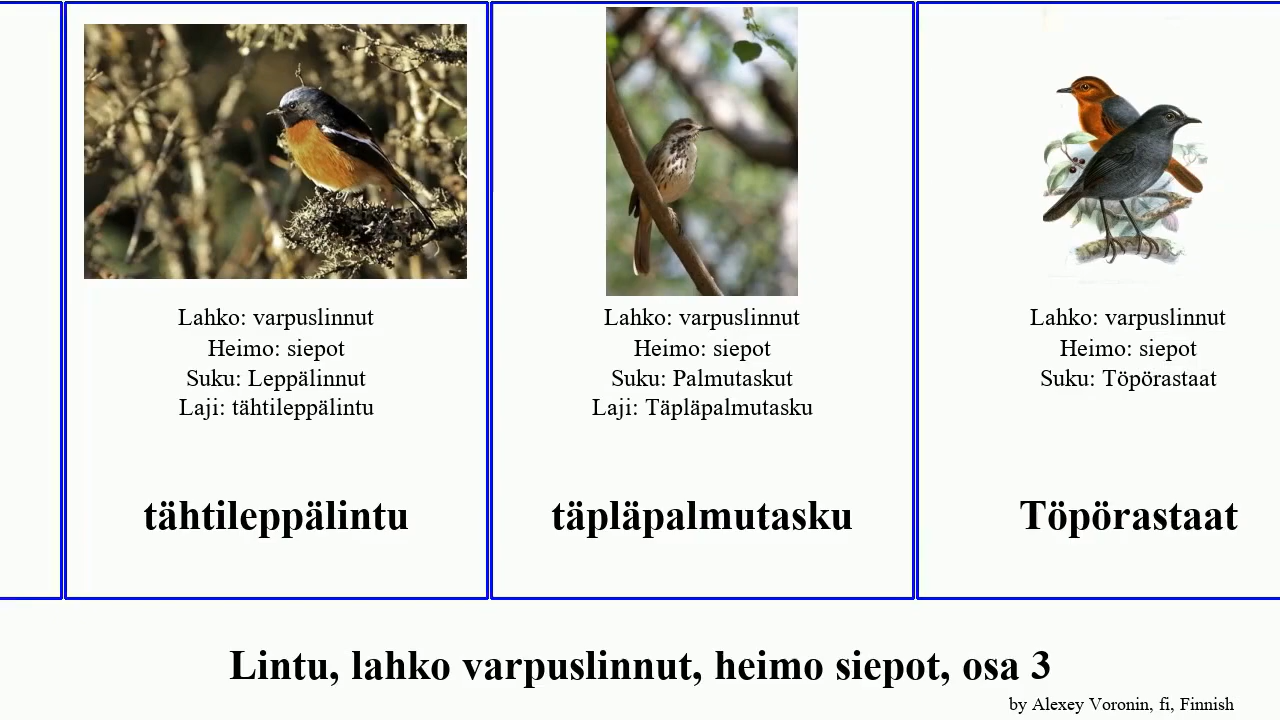 Lahko: varpuslinnut
Heimo: siepot
Suku: Leppälinnut
Laji: tähtileppälintu
tähtileppälintu
Lahko: varpuslinnut
Heimo: siepot
Suku: Palmutaskut
Laji: Täpläpalmutasku
täpläpalmutasku
Lahko: varpuslinnut
Heimo: siepot
Suku: Töpörastaat
Töpörastaat
Lintu, lahko varpuslinnut, heimo siepot, osa 3
by Alexey Voronin, fi, Finnish